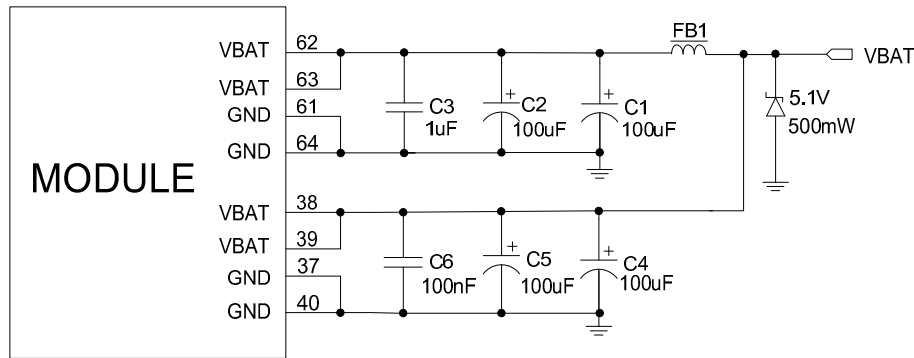 MODULE
VBAT 62
VBAT 63
GND 61
GND 64
VBAT 38
VBAT 39
GND 37
GND 40
C3
1uF
+
C2
100uF
+
C1
100uF
FB1
VBAT
5.1V
500mW
C6
100nF
+
C5
100uF
+
C4
100uF